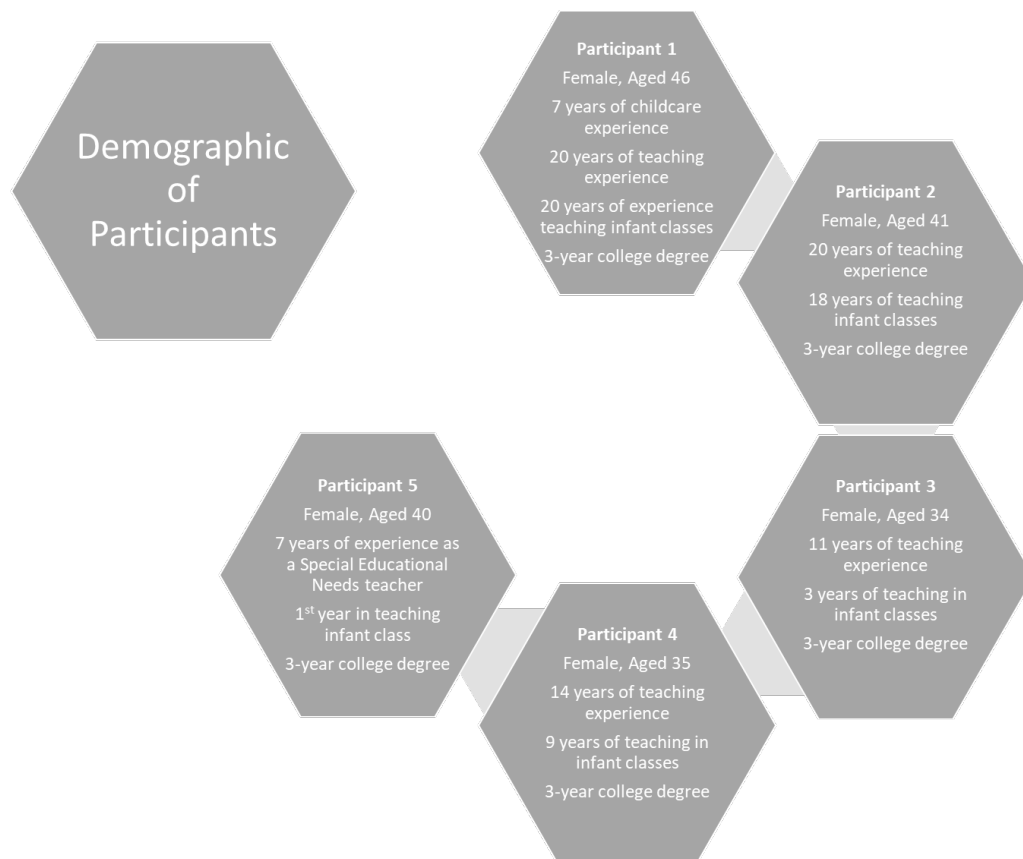 Demographic
of
Participants
Participant 1
Female, Aged 46
7 years of childcare
experience
20 years of teaching
experience
20 years of experience
teaching infant classes
3-year college degree
Participant 2
Female, Aged 41
20 years of teaching
experience
18 years of teaching
infant classes
3-year college degree
Participant 3
Female, Aged 34
11 years of teaching
experience
3 years of teaching in
infant classes
3-year college degree
Participant 4
Female, Aged 35
14 years of teaching
experience
9 years of teaching in
infant classes
3-year college degree
Participant 5
Female, Aged 40
7 years of experience as
a Special Educational
Needs teacher
1st year in teaching
infant class
3-year college degree